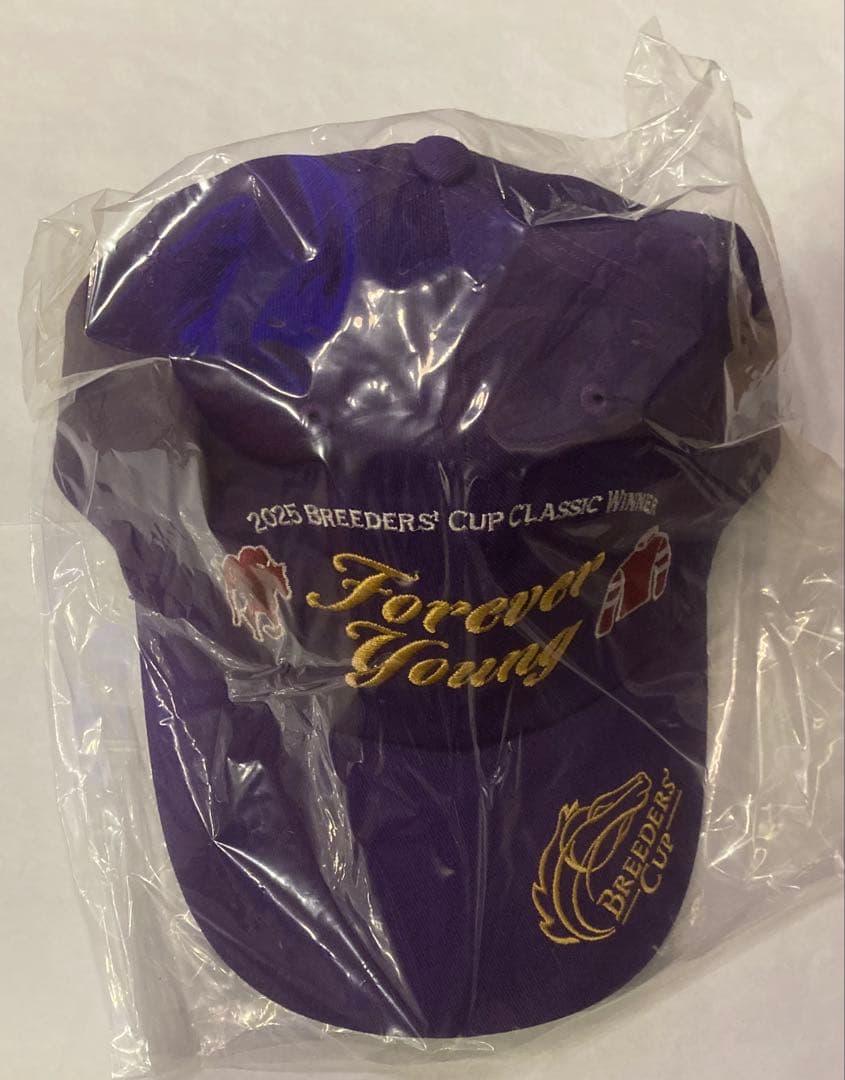 2025 BREEDERS' CUP CLASSIC WINNER
Forever
Young
BREEDERS'
CUP